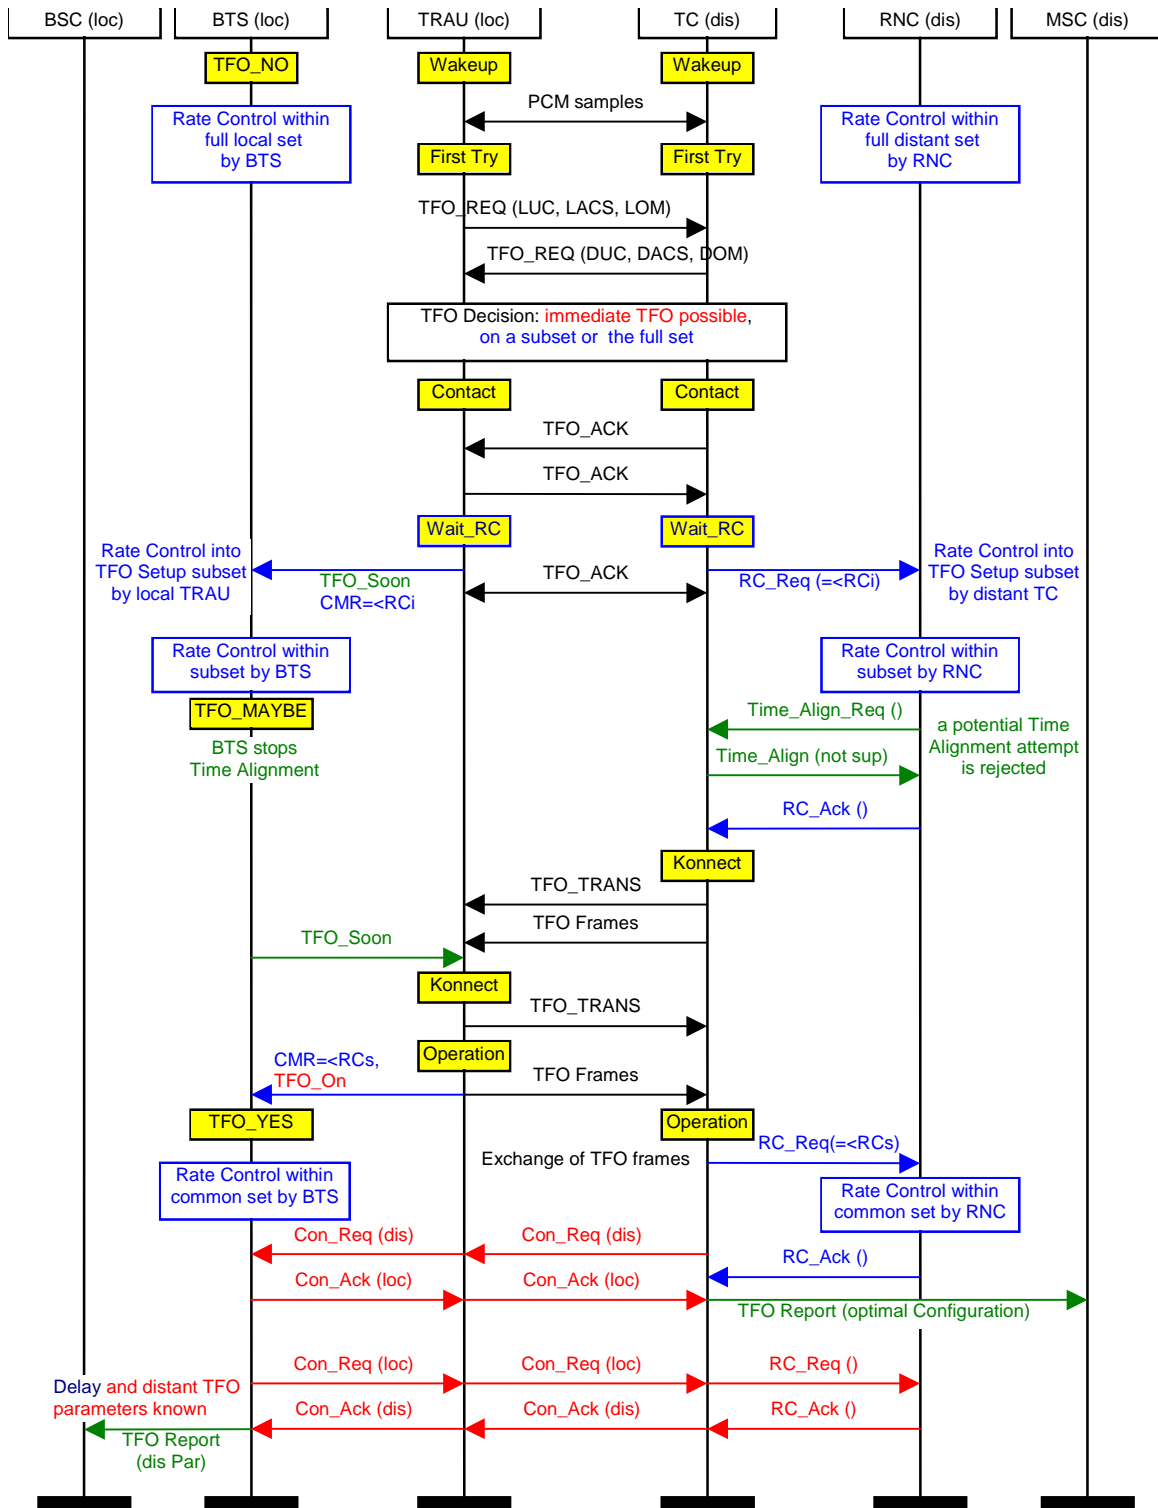 BSC (loc)
BTS (loc)
TRAU (loc)
TC (dis)
RNC (dis)
MSC (dis)
TFO_NO
Wakeup
Wakeup
PCM samples
Rate Control within
full local set
by BTS
Rate Control within
full distant set
by RNC
First Try
First Try
TFO_REQ (LUC, LACS, LOM)
TFO_REQ (DUC, DACS, DOM)
TFO Decision: immediate TFO possible,
on a subset or the full set
Contact
Contact
TFO_ACK
TFO_ACK
Wait_RC
Wait_RC
Rate Control into
TFO Setup subset
by local TRAU
TFO_Soon
CMR=<RCi
TFO_ACK
RC_Req (=<RCi)
Rate Control into
TFO Setup subset
by distant TC
Rate Control within
subset by BTS
Rate Control within
subset by RNC
TFO_MAYBE
BTS stops
Time Alignment
Time_Align_Req ()
Time_Align (not sup)
a potential Time
Alignment attempt
is rejected
RC_Ack ()
Konnect
TFO_TRANS
TFO Frames
TFO_Soon
Konnect
TFO_TRANS
Operation
CMR=<RCs,
TFO_On
TFO Frames
TFO_YES
Operation
Exchange of TFO frames
RC_Req(=<RCs)
Rate Control within
common set by BTS
Rate Control within
common set by RNC
Con_Req (dis)
Con_Req (dis)
RC_Ack ()
Con_Ack (loc)
Con_Ack (loc)
TFO Report (optimal Configuration)
Con_Req (loc)
Con_Req (loc)
RC_Req ()
Delay and distant TFO
parameters known
Con_Ack (dis)
Con_Ack (dis)
RC_Ack ()
TFO Report
(dis Par)